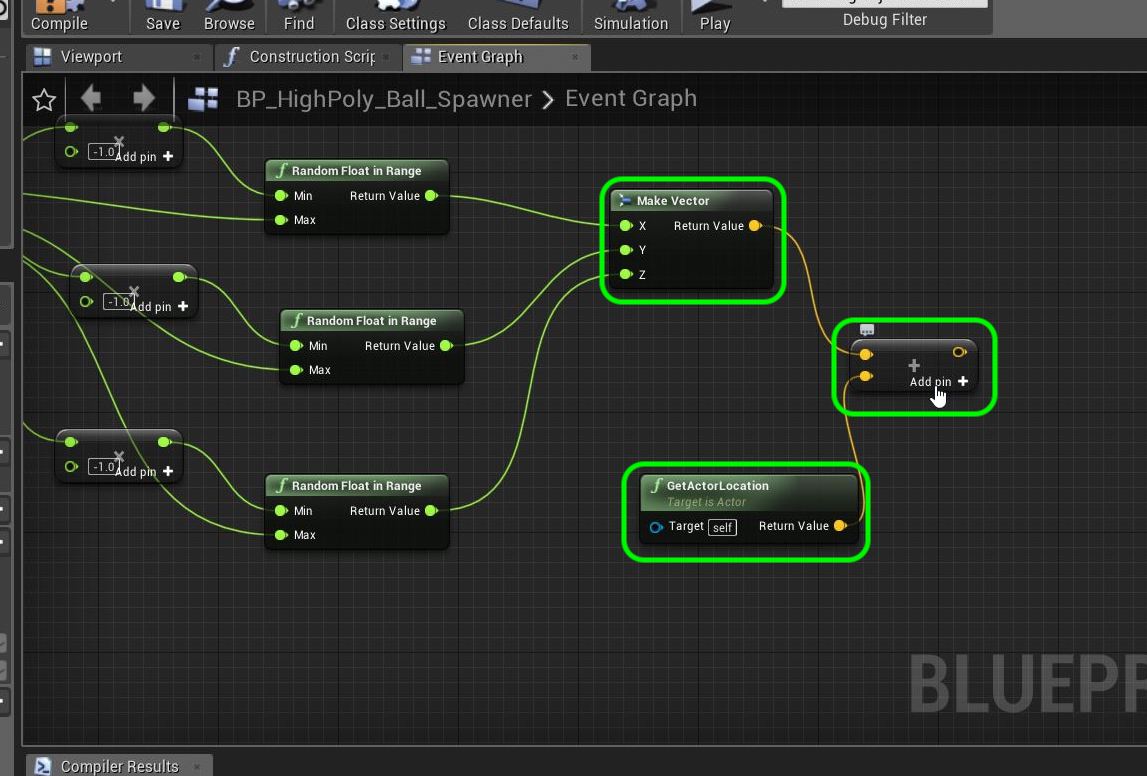 Compile Save Browse Find Class Settings Class Defaults Simulation Play Debug Filter
Viewport Construction Scrip Event Graph
BP_HighPoly_Ball_Spawner > Event Graph
-1.0 Add pin +
Random Float in Range
Min Return Value
Max
Make Vector
X Return Value
Y
Z
-1.0 Add pin +
Random Float in Range
Min Return Value
Max
+
Add pin +
-1.0 Add pin +
Random Float in Range
Min Return Value
Max
GetActorLocation
Target is Actor
Target self Return Value
BLUEPR
Compiler Results